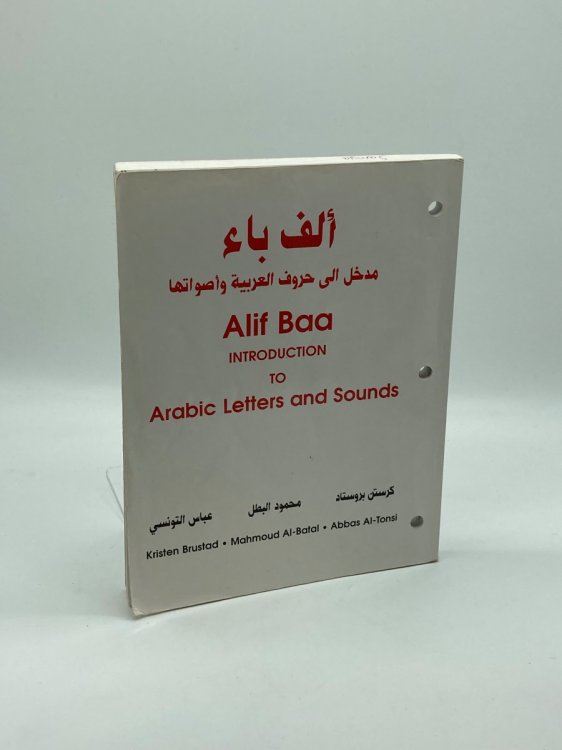 ألف باء
مدخل الى حروف العربية وأصواتها
Alif Baa
INTRODUCTION
TO
Arabic Letters and Sounds
كرستن بروستاد محمود البطل عباس التونسي
Kristen Brustad • Mahmoud Al-Batal • Abbas Al-Tonsi